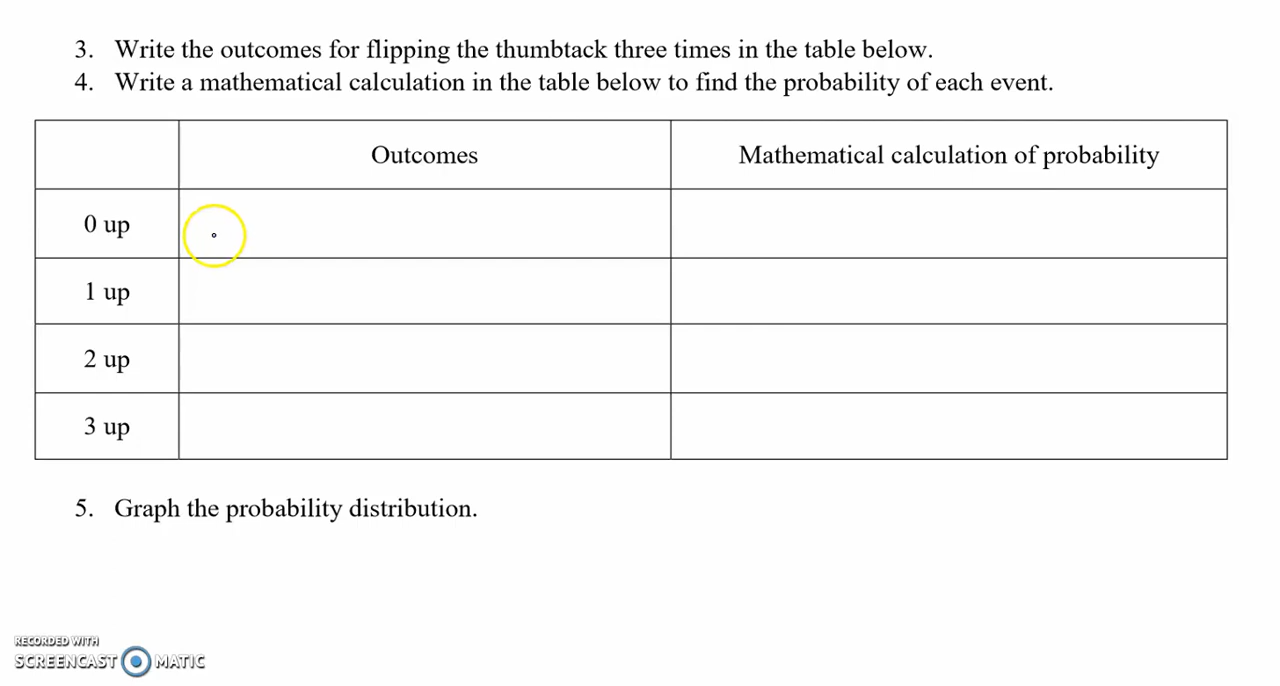 3. Write the outcomes for flipping the thumbtack three times in the table below.
4. Write a mathematical calculation in the table below to find the probability of each event.
Outcomes
Mathematical calculation of probability
0 up
1 up
2 up
3 up
5. Graph the probability distribution.
RECORDED WITH
SCREENCAST MATIC